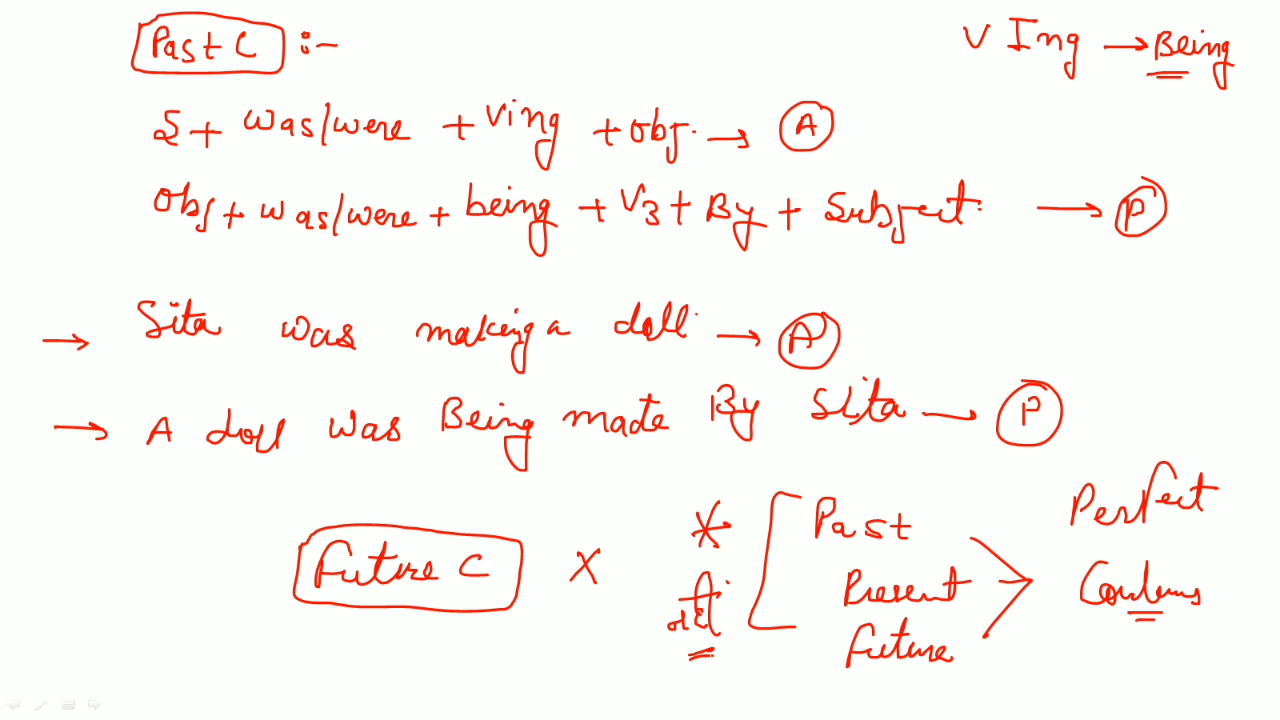 Past C :- V Ing → Being
S + was/were + Ving + obj. → A
Obj + was/were + being + V3 + By + Subject. → P
→ Sita was making a doll. → A
→ A doll was Being made By Sita → P
Future C X * Past Perfect
Present Continus
Future